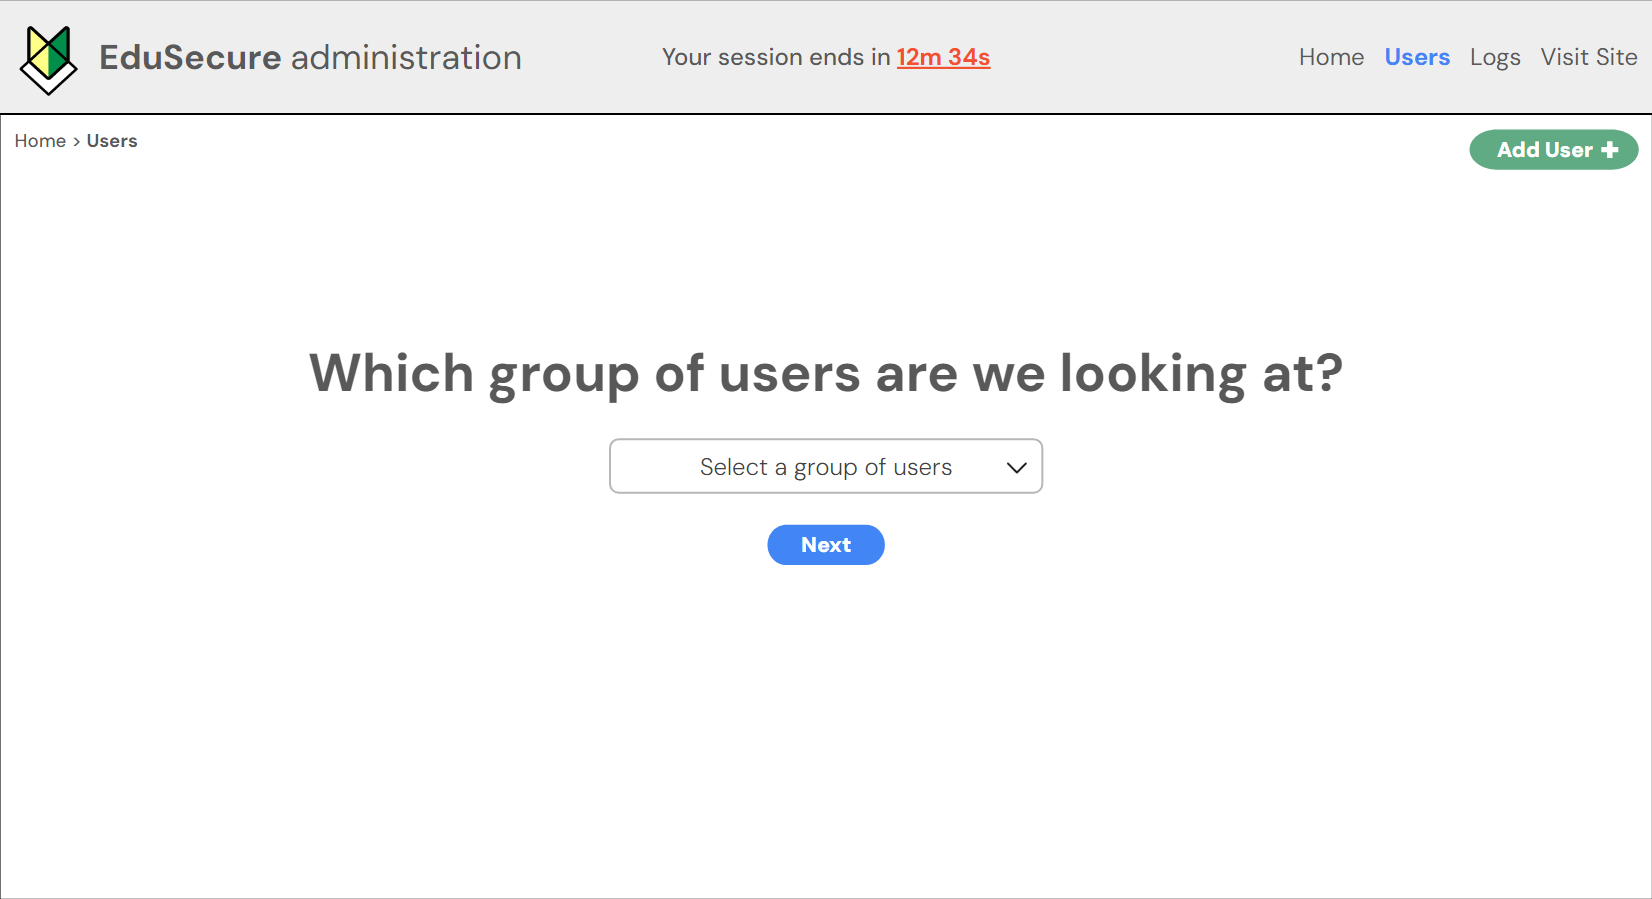 EduSecure administration
Your session ends in 12m 34s
Home Users Logs Visit Site
Home > Users
Add User +
Which group of users are we looking at?
Select a group of users
Next